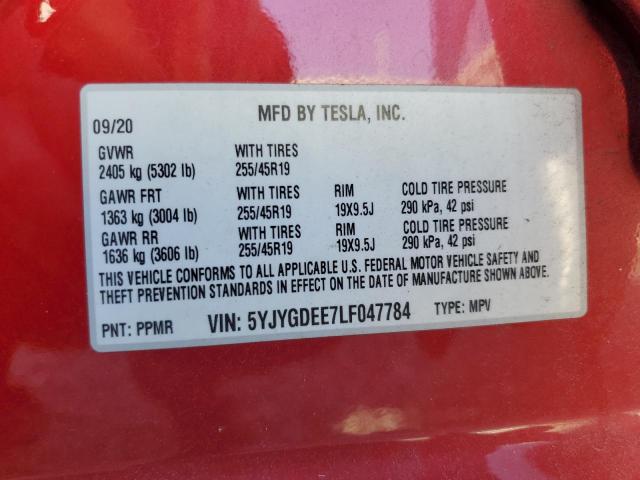 MFD BY TESLA, INC.
09/20
GVWR WITH TIRES
2405 kg (5302 lb) 255/45R19
GAWR FRT WITH TIRES RIM COLD TIRE PRESSURE
1363 kg (3004 lb) 255/45R19 19X9.5J 290 kPa, 42 psi
GAWR RR WITH TIRES RIM COLD TIRE PRESSURE
1636 kg (3606 lb) 255/45R19 19X9.5J 290 kPa, 42 psi
THIS VEHICLE CONFORMS TO ALL APPLICABLE U.S. FEDERAL MOTOR VEHICLE SAFETY AND
THEFT PREVENTION STANDARDS IN EFFECT ON THE DATE OF MANUFACTURE SHOWN ABOVE.
PNT: PPMR VIN: 5YJYGDEE7LF047784 TYPE: MPV